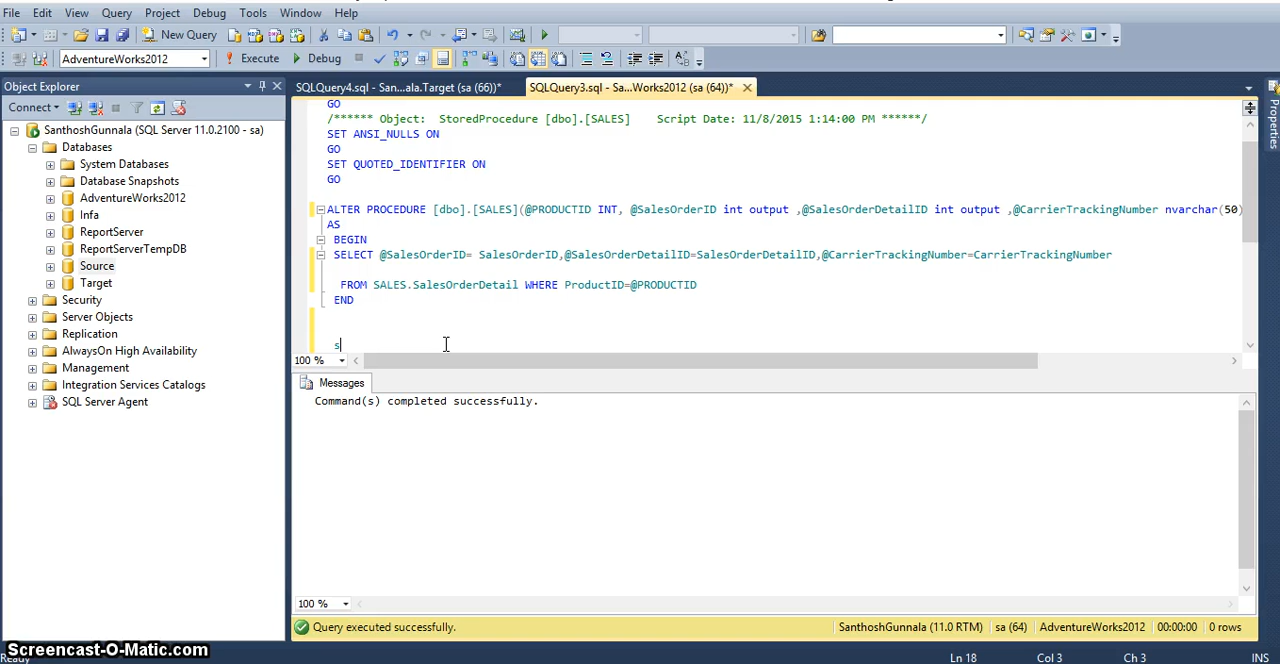 File Edit View Query Project Debug Tools Window Help
New Query
AdventureWorks2012 Execute Debug
Object Explorer
SQLQuery4.sql - San...ala.Target (sa (66))* SQLQuery3.sql - Sa...Works2012 (sa (64))*
Connect
SanthoshGunnala (SQL Server 11.0.2100 - sa)
Databases
System Databases
Database Snapshots
AdventureWorks2012
Infa
ReportServer
ReportServerTempDB
Source
Target
Security
Server Objects
Replication
AlwaysOn High Availability
Management
Integration Services Catalogs
SQL Server Agent
GO
/****** Object:  StoredProcedure [dbo].[SALES]    Script Date: 11/8/2015 1:14:00 PM ******/
SET ANSI_NULLS ON
GO
SET QUOTED_IDENTIFIER ON
GO
ALTER PROCEDURE [dbo].[SALES](@PRODUCTID INT, @SalesOrderID int output ,@SalesOrderDetailID int output ,@CarrierTrackingNumber nvarchar(50)
AS
BEGIN
SELECT @SalesOrderID= SalesOrderID,@SalesOrderDetailID=SalesOrderDetailID,@CarrierTrackingNumber=CarrierTrackingNumber
FROM SALES.SalesOrderDetail WHERE ProductID=@PRODUCTID
END
s
100 %
Messages
Command(s) completed successfully.
100 %
Query executed successfully. SanthoshGunnala (11.0 RTM) sa (64) AdventureWorks2012 00:00:00 0 rows
Properties
Ready Ln 18 Col 3 Ch 3 INS
Screencast-O-Matic.com